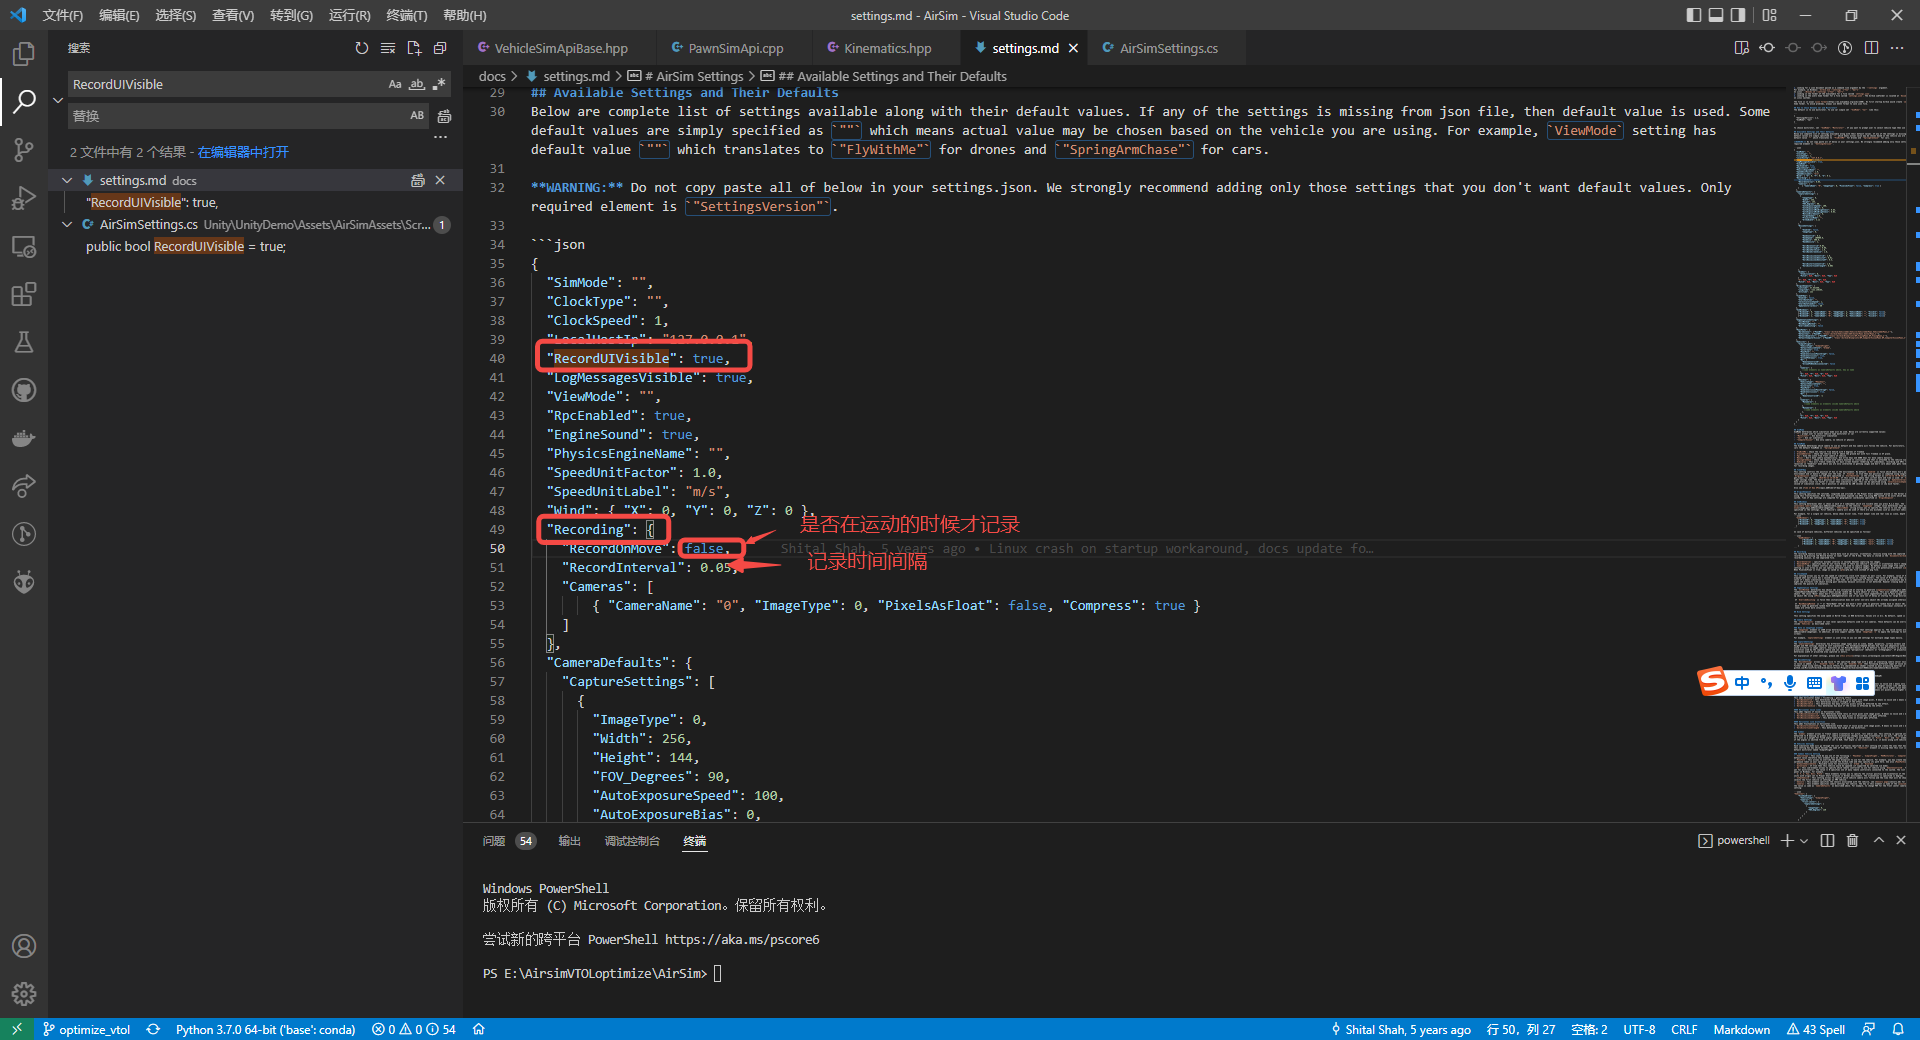 文件(F) 编辑(E) 选择(S) 查看(V) 转到(G) 运行(R) 终端(T) 帮助(H)
settings.md - AirSim - Visual Studio Code
搜索
VehicleSimApiBase.hpp
PawnSimApi.cpp
Kinematics.hpp
settings.md
AirSimSettings.cs
RecordUIVisible
Aa ab .*
替换
AB
2 文件中有 2 个结果 - 在编辑器中打开
settings.md docs
"RecordUIVisible": true,
AirSimSettings.cs Unity\UnityDemo\Assets\AirSimAssets\Scr... 1
public bool RecordUIVisible = true;
docs > settings.md > # AirSim Settings > ## Available Settings and Their Defaults
29 ## Available Settings and Their Defaults
30 Below are complete list of settings available along with their default values. If any of the settings is missing from json file, then default value is used. Some
default values are simply specified as `""` which means actual value may be chosen based on the vehicle you are using. For example, `ViewMode` setting has
default value `""` which translates to `"FlyWithMe"` for drones and `"SpringArmChase"` for cars.
31
32 **WARNING:** Do not copy paste all of below in your settings.json. We strongly recommend adding only those settings that you don't want default values. Only
required element is `"SettingsVersion"`.
33
34 ```json
35 {
36 "SimMode": "",
37 "ClockType": "",
38 "ClockSpeed": 1,
39 "LocalHostIp": "127.0.0.1"
40 "RecordUIVisible": true,
41 "LogMessagesVisible": true,
42 "ViewMode": "",
43 "RpcEnabled": true,
44 "EngineSound": true,
45 "PhysicsEngineName": "",
46 "SpeedUnitFactor": 1.0,
47 "SpeedUnitLabel": "m/s",
48 "Wind": { "X": 0, "Y": 0, "Z": 0 },
49 "Recording": {
是否在运动的时候才记录
50 "RecordOnMove": false, Shital Shah, 5 years ago • Linux crash on startup workaround, docs update fo…
51 "RecordInterval": 0.05,
记录时间间隔
52 "Cameras": [
53 { "CameraName": "0", "ImageType": 0, "PixelsAsFloat": false, "Compress": true }
54 ]
55 },
56 "CameraDefaults": {
57 "CaptureSettings": [
58 {
59 "ImageType": 0,
60 "Width": 256,
61 "Height": 144,
62 "FOV_Degrees": 90,
63 "AutoExposureSpeed": 100,
64 "AutoExposureBias": 0,
中
问题 54 输出 调试控制台 终端
powershell
Windows PowerShell
版权所有 (C) Microsoft Corporation。保留所有权利。
尝试新的跨平台 PowerShell https://aka.ms/pscore6
PS E:\AirsimVTOLoptimize\AirSim>
optimize_vtol Python 3.7.0 64-bit ('base': conda) 0 0 54
Shital Shah, 5 years ago 行 50，列 27 空格: 2 UTF-8 CRLF Markdown 43 Spell